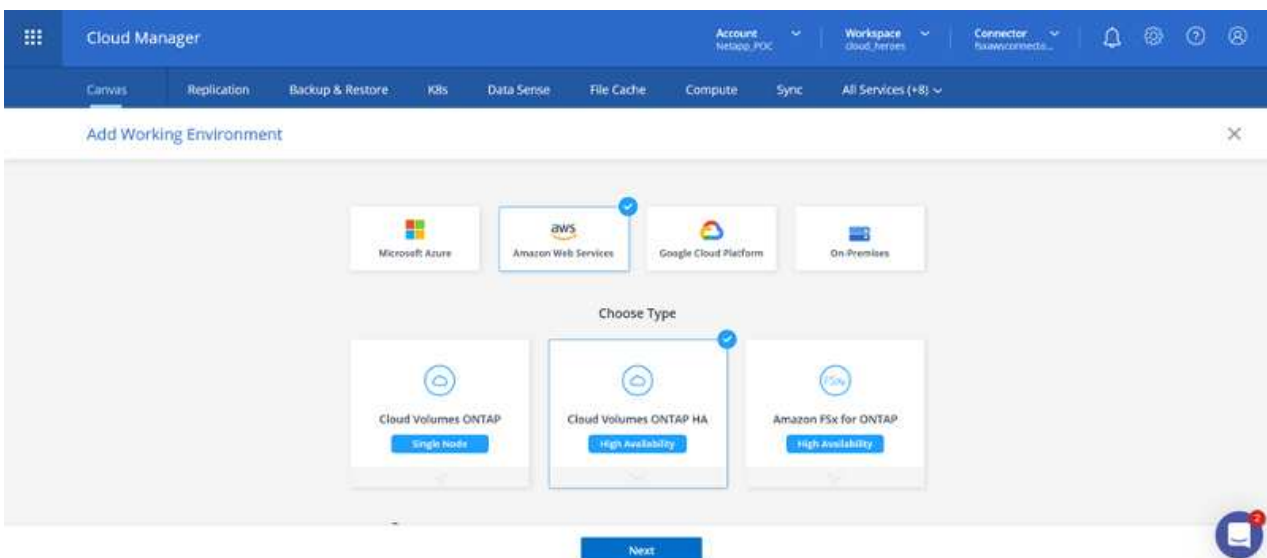 Cloud Manager
Account
Netapp_POC
Workspace
cloud_heroes
Connector
fsxawsconnecto...
Canvas
Replication
Backup & Restore
K8s
Data Sense
File Cache
Compute
Sync
All Services (+8)
Add Working Environment
Microsoft Azure
aws
Amazon Web Services
Google Cloud Platform
On-Premises
Choose Type
Cloud Volumes ONTAP
Single Node
Cloud Volumes ONTAP HA
High Availability
FSx
Amazon FSx for ONTAP
High Availability
Next
2